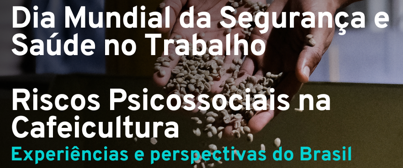 Dia Mundial da Segurança e
Saúde no Trabalho
Riscos Psicossociais na
Cafeicultura
Experiências e perspectivas do Brasil